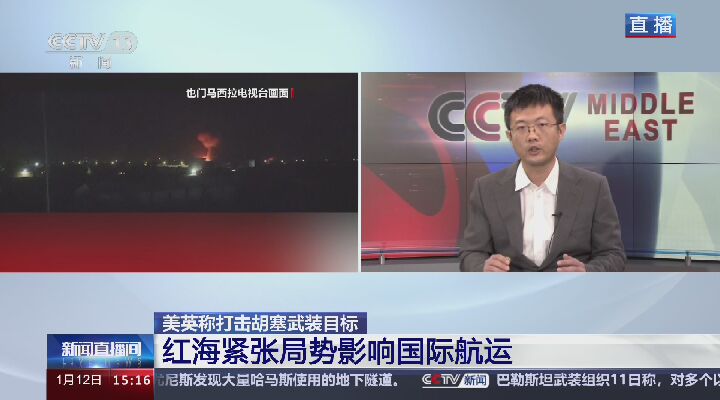 CCTV 13
新闻
直播
也门马西拉电视台画面
CCTV MIDDLE
EAST
美英称打击胡塞武装目标
新闻直播间
红海紧张局势影响国际航运
1月12日 15:16
尤尼斯发现大量哈马斯使用的地下隧道。 CCTV 新闻 巴勒斯坦武装组织11日称，对多个以